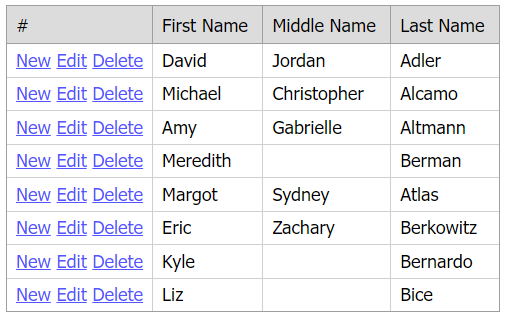 # First Name Middle Name Last Name
New Edit Delete David Jordan Adler
New Edit Delete Michael Christopher Alcamo
New Edit Delete Amy Gabrielle Altmann
New Edit Delete Meredith Berman
New Edit Delete Margot Sydney Atlas
New Edit Delete Eric Zachary Berkowitz
New Edit Delete Kyle Bernardo
New Edit Delete Liz Bice